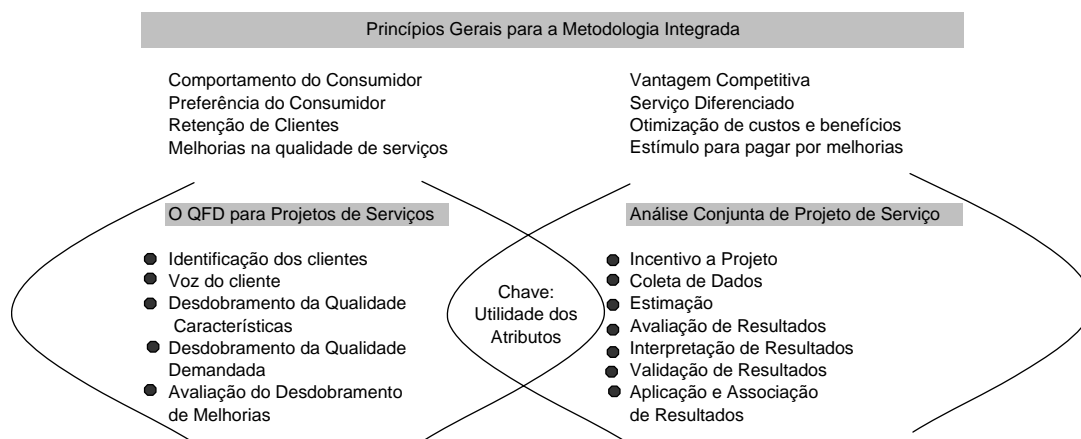 Princípios Gerais para a Metodologia Integrada
Comportamento do Consumidor
Preferência do Consumidor
Retenção de Clientes
Melhorias na qualidade de serviços
Vantagem Competitiva
Serviço Diferenciado
Otimização de custos e benefícios
Estímulo para pagar por melhorias
O QFD para Projetos de Serviços
Identificação dos clientes
Voz do cliente
Desdobramento da Qualidade
Características
Desdobramento da Qualidade
Demandada
Avaliação do Desdobramento
de Melhorias
Chave:
Utilidade dos
Atributos
Análise Conjunta de Projeto de Serviço
Incentivo a Projeto
Coleta de Dados
Estimação
Avaliação de Resultados
Interpretação de Resultados
Validação de Resultados
Aplicação e Associação
de Resultados